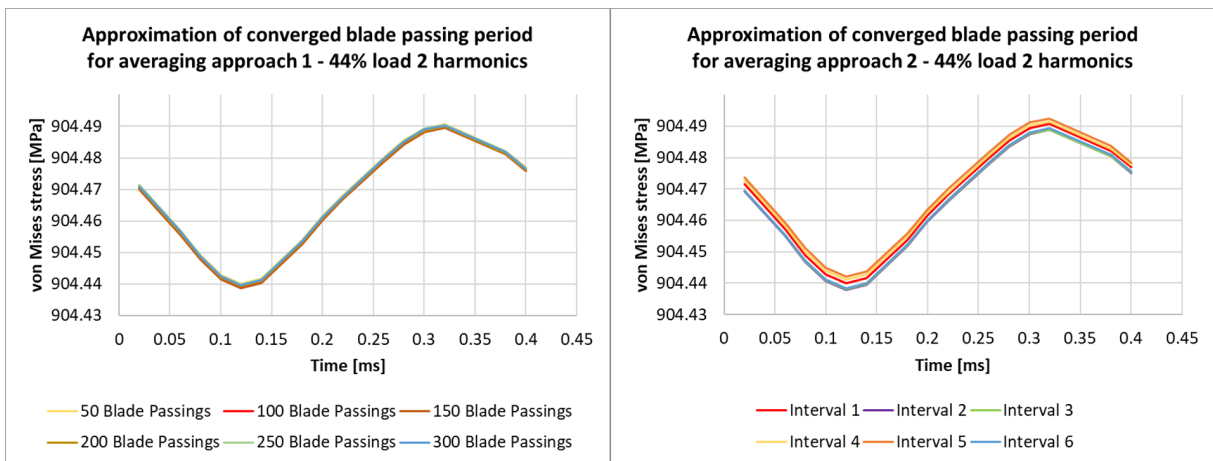 Approximation of converged blade passing period
for averaging approach 1 - 44% load 2 harmonics
von Mises stress [MPa]
904.49
904.48
904.47
904.46
904.45
904.44
904.43
0 0.05 0.1 0.15 0.2 0.25 0.3 0.35 0.4 0.45
Time [ms]
50 Blade Passings 100 Blade Passings 150 Blade Passings
200 Blade Passings 250 Blade Passings 300 Blade Passings
Approximation of converged blade passing period
for averaging approach 2 - 44% load 2 harmonics
von Mises stress [MPa]
904.49
904.48
904.47
904.46
904.45
904.44
904.43
0 0.05 0.1 0.15 0.2 0.25 0.3 0.35 0.4 0.45
Time [ms]
Interval 1 Interval 2 Interval 3
Interval 4 Interval 5 Interval 6